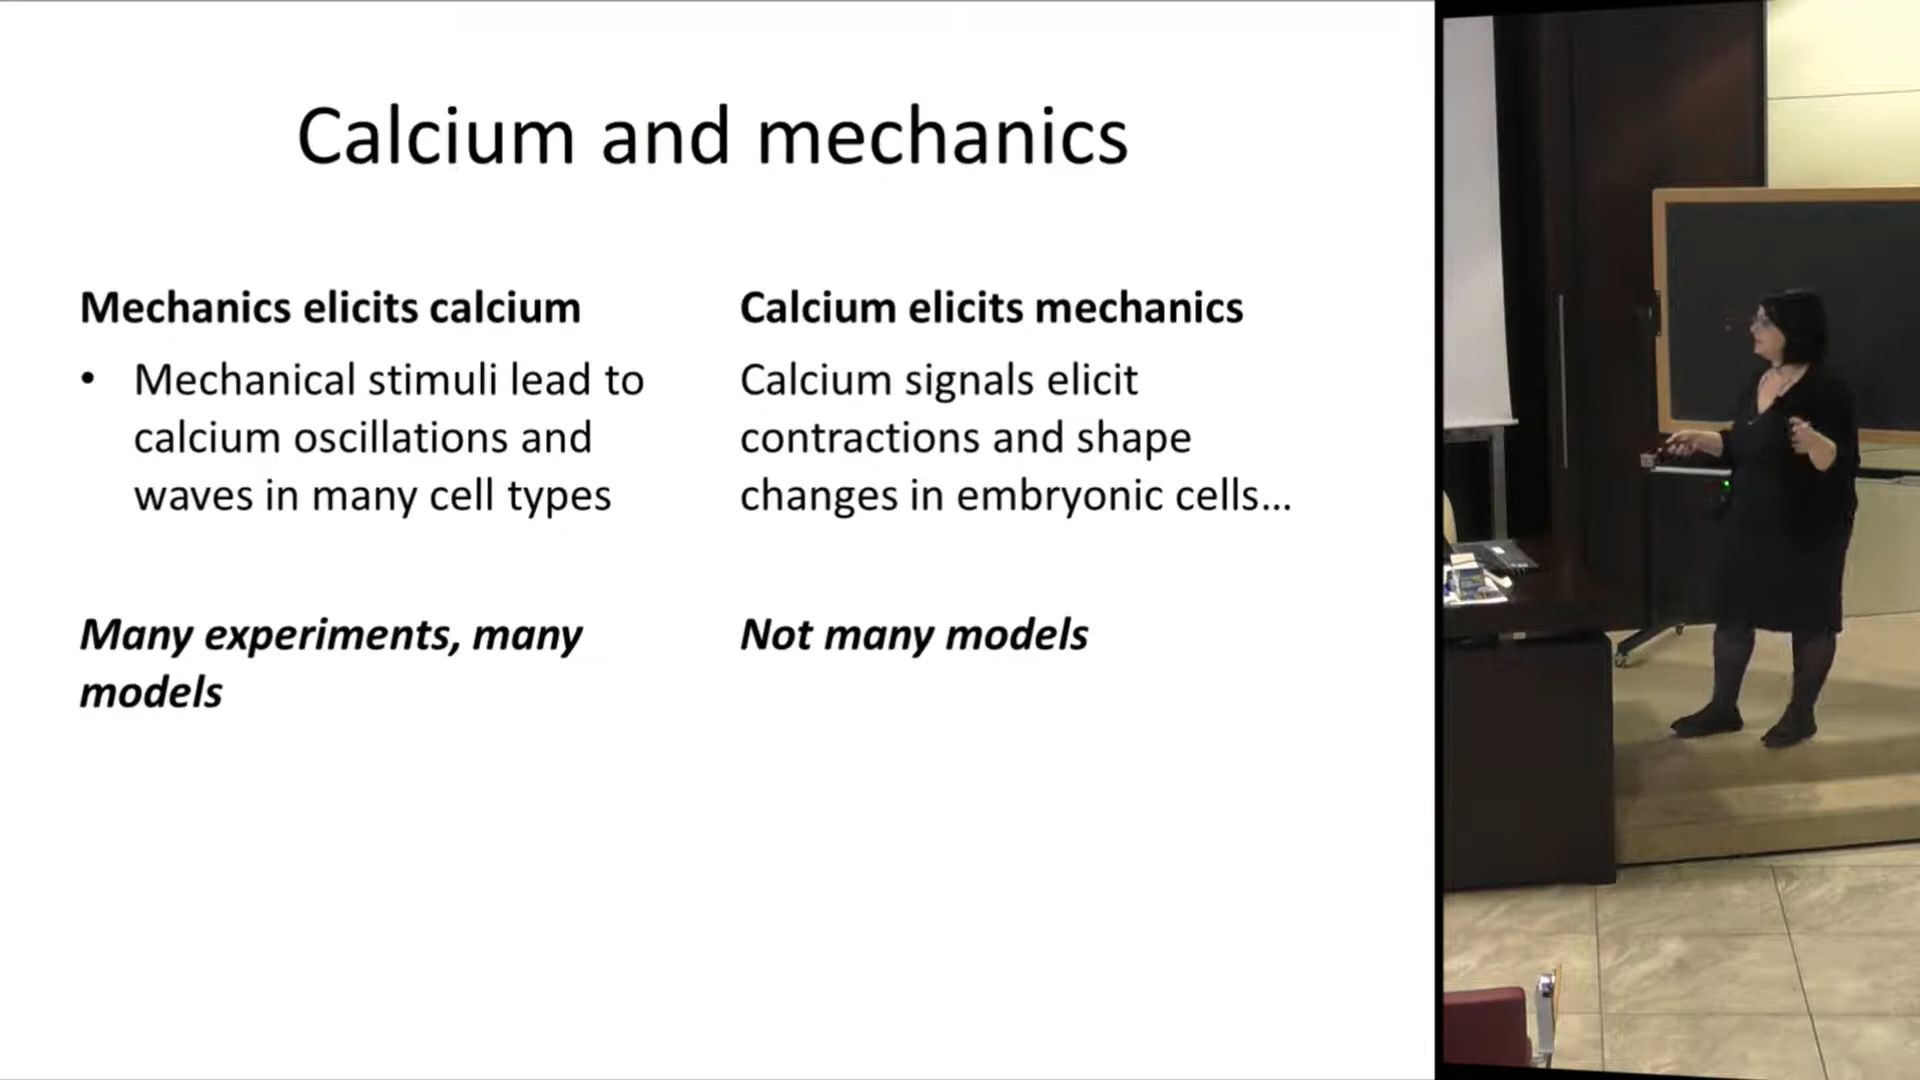 Calcium and mechanics
Mechanics elicits calcium
• Mechanical stimuli lead to
calcium oscillations and
waves in many cell types
Many experiments, many
models
Calcium elicits mechanics
Calcium signals elicit
contractions and shape
changes in embryonic cells...
Not many models